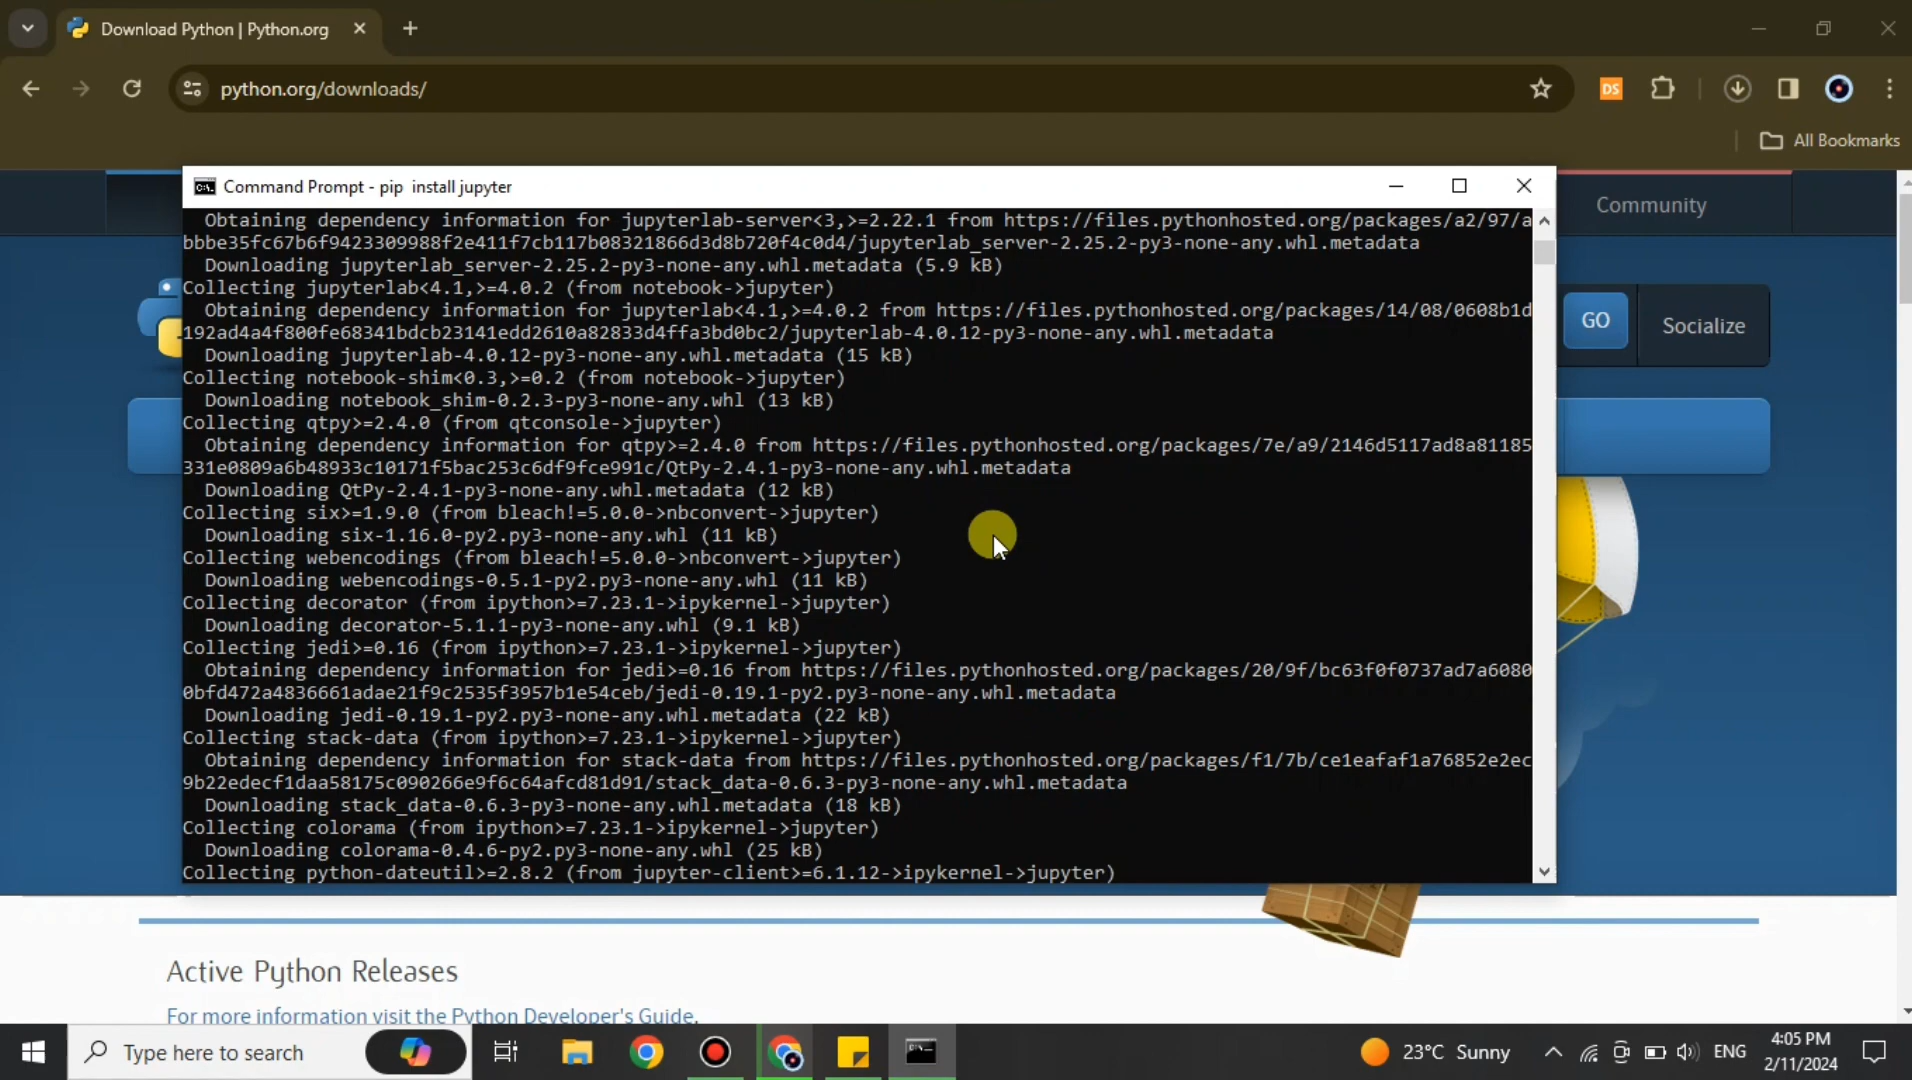 Download Python | Python.org
python.org/downloads/
DS
All Bookmarks
Command Prompt - pip  install jupyter
Community
GO
Socialize
Obtaining dependency information for jupyterlab-server<3,>=2.22.1 from https://files.pythonhosted.org/packages/a2/97/a
bbbe35fc67b6f9423309988f2e411f7cb117b08321866d3d8b720f4c0d4/jupyterlab_server-2.25.2-py3-none-any.whl.metadata
Downloading jupyterlab_server-2.25.2-py3-none-any.whl.metadata (5.9 kB)
Collecting jupyterlab<4.1,>=4.0.2 (from notebook->jupyter)
Obtaining dependency information for jupyterlab<4.1,>=4.0.2 from https://files.pythonhosted.org/packages/14/08/0608b1d
192ad4a4f800fe68341bdcb23141edd2610a82833d4ffa3bd0bc2/jupyterlab-4.0.12-py3-none-any.whl.metadata
Downloading jupyterlab-4.0.12-py3-none-any.whl.metadata (15 kB)
Collecting notebook-shim<0.3,>=0.2 (from notebook->jupyter)
Downloading notebook_shim-0.2.3-py3-none-any.whl (13 kB)
Collecting qtpy>=2.4.0 (from qtconsole->jupyter)
Obtaining dependency information for qtpy>=2.4.0 from https://files.pythonhosted.org/packages/7e/a9/2146d5117ad8a81185
331e0809a6b48933c10171f5bac253c6df9fce991c/QtPy-2.4.1-py3-none-any.whl.metadata
Downloading QtPy-2.4.1-py3-none-any.whl.metadata (12 kB)
Collecting six>=1.9.0 (from bleach!=5.0.0->nbconvert->jupyter)
Downloading six-1.16.0-py2.py3-none-any.whl (11 kB)
Collecting webencodings (from bleach!=5.0.0->nbconvert->jupyter)
Downloading webencodings-0.5.1-py2.py3-none-any.whl (11 kB)
Collecting decorator (from ipython>=7.23.1->ipykernel->jupyter)
Downloading decorator-5.1.1-py3-none-any.whl (9.1 kB)
Collecting jedi>=0.16 (from ipython>=7.23.1->ipykernel->jupyter)
Obtaining dependency information for jedi>=0.16 from https://files.pythonhosted.org/packages/20/9f/bc63f0f0737ad7a6080
0bfd472a4836661adae21f9c2535f3957b1e54ceb/jedi-0.19.1-py2.py3-none-any.whl.metadata
Downloading jedi-0.19.1-py2.py3-none-any.whl.metadata (22 kB)
Collecting stack-data (from ipython>=7.23.1->ipykernel->jupyter)
Obtaining dependency information for stack-data from https://files.pythonhosted.org/packages/f1/7b/ce1eafaf1a76852e2ec
9b22edecf1daa58175c090266e9f6c64afcd81d91/stack_data-0.6.3-py3-none-any.whl.metadata
Downloading stack_data-0.6.3-py3-none-any.whl.metadata (18 kB)
Collecting colorama (from ipython>=7.23.1->ipykernel->jupyter)
Downloading colorama-0.4.6-py2.py3-none-any.whl (25 kB)
Collecting python-dateutil>=2.8.2 (from jupyter-client>=6.1.12->ipykernel->jupyter)
Active Python Releases
For more information visit the Python Developer's Guide.
Type here to search
23°C Sunny
ENG
4:05 PM
2/11/2024